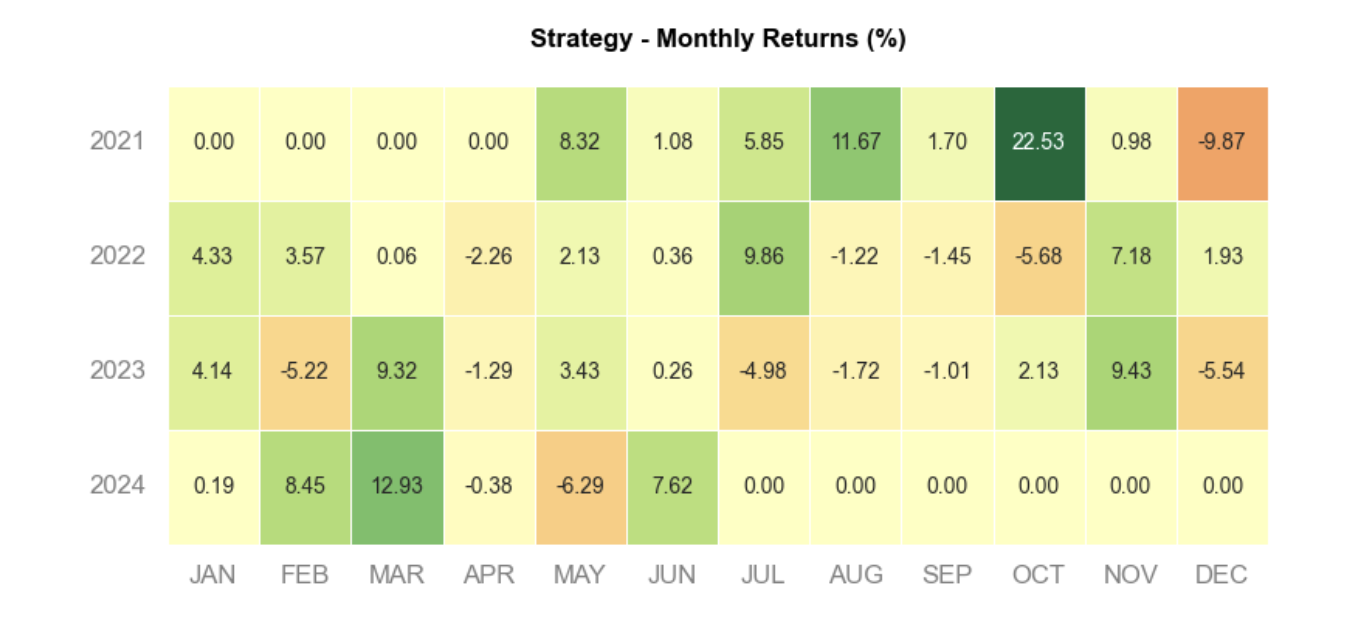 Strategy - Monthly Returns (%)
2021 0.00 0.00 0.00 0.00 8.32 1.08 5.85 11.67 1.70 22.53 0.98 -9.87
2022 4.33 3.57 0.06 -2.26 2.13 0.36 9.86 -1.22 -1.45 -5.68 7.18 1.93
2023 4.14 -5.22 9.32 -1.29 3.43 0.26 -4.98 -1.72 -1.01 2.13 9.43 -5.54
2024 0.19 8.45 12.93 -0.38 -6.29 7.62 0.00 0.00 0.00 0.00 0.00 0.00
JAN FEB MAR APR MAY JUN JUL AUG SEP OCT NOV DEC